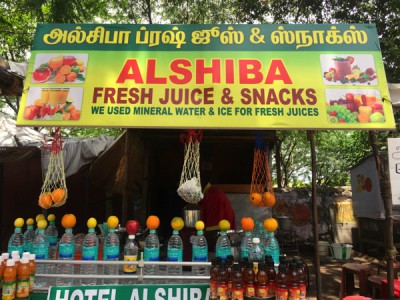 அல்சிபா ப்ரஷ் ஜூஸ் & ஸ்நாக்ஸ்
ALSHIBA
FRESH JUICE & SNACKS
WE USED MINERAL WATER & ICE FOR FRESH JUICES
HOTEL ALSHIBA